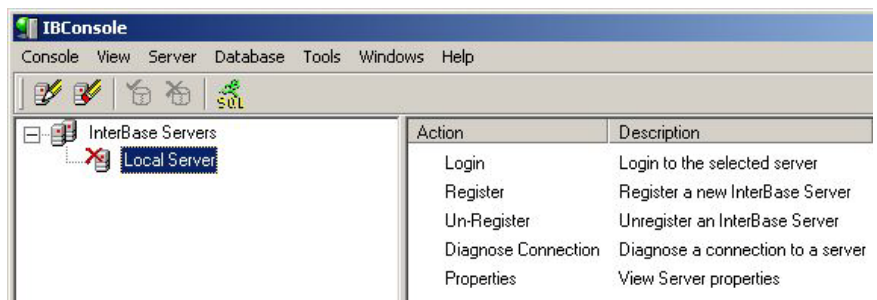 IBConsole
Console View Server Database Tools Windows Help
SQL
InterBase Servers
Local Server
Action Description
Login Login to the selected server
Register Register a new InterBase Server
Un-Register Unregister an InterBase Server
Diagnose Connection Diagnose a connection to a server
Properties View Server properties